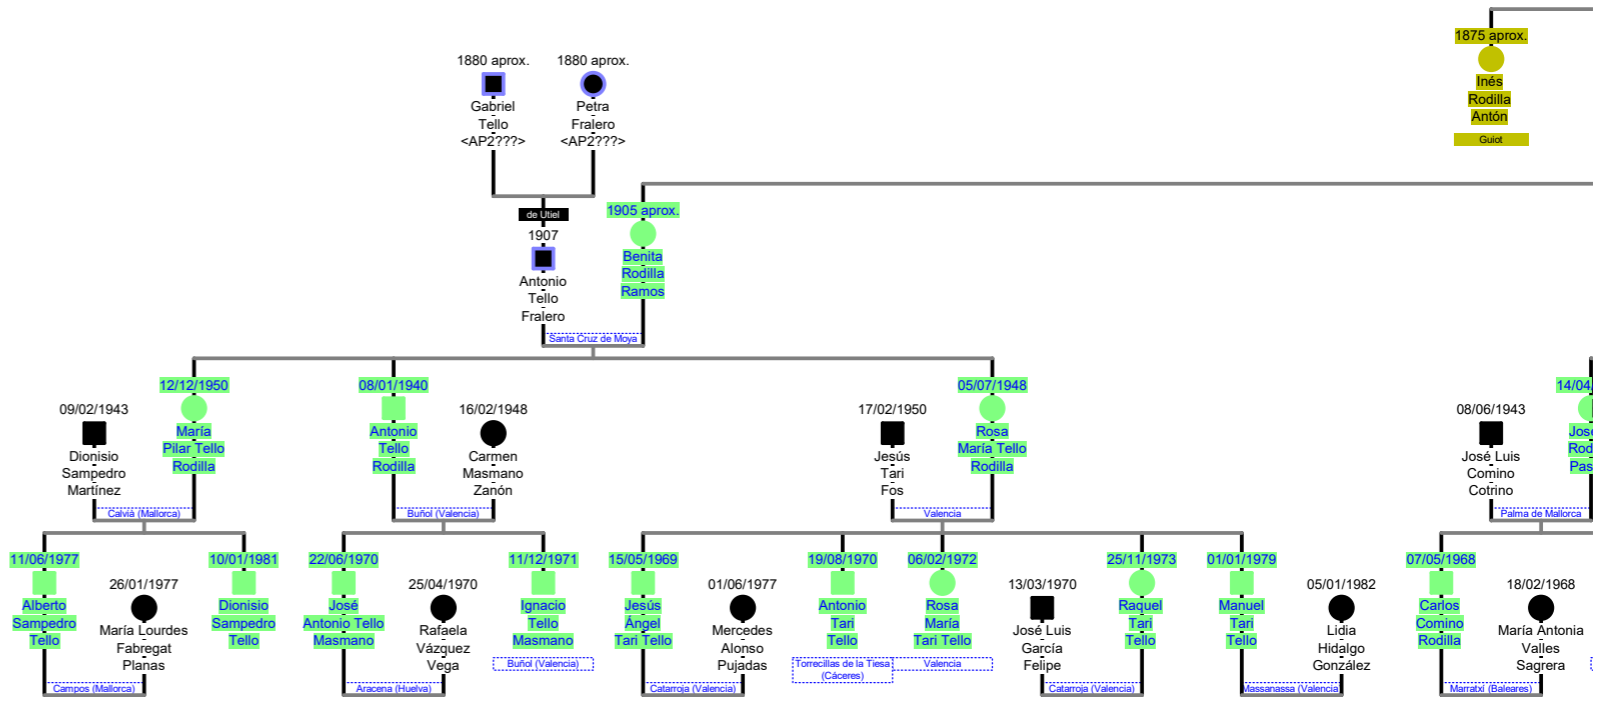 1875 aprox.
Inés
Rodilla
Antón
Guiot
1880 aprox.
Gabriel
Tello
<AP2???>
1880 aprox.
Petra
Fralero
<AP2???>
de Utiel
1907
Antonio
Tello
Fralero
1905 aprox.
Benita
Rodilla
Ramos
Santa Cruz de Moya
09/02/1943
Dionisio
Sampedro
Martínez
12/12/1950
María
Pilar Tello
Rodilla
Calviá (Mallorca)
08/01/1940
Antonio
Tello
Rodilla
16/02/1948
Carmen
Masmano
Zanón
Buñol (Valencia)
17/02/1950
Jesús
Tari
Fos
05/07/1948
Rosa
María Tello
Rodilla
Valencia
08/06/1943
José Luis
Comino
Cotrino
14/04/
José
Rod
Pas
Palma de Mallorca
11/06/1977
Alberto
Sampedro
Tello
26/01/1977
María Lourdes
Fabregat
Planas
Campos (Mallorca)
10/01/1981
Dionisio
Sampedro
Tello
22/06/1970
José
Antonio Tello
Masmano
25/04/1970
Rafaela
Vázquez
Vega
Aracena (Huelva)
11/12/1971
Ignacio
Tello
Masmano
Buñol (Valencia)
15/05/1969
Jesús
Ángel
Tari Tello
01/06/1977
Mercedes
Alonso
Pujadas
Catarroja (Valencia)
19/08/1970
Antonio
Tari
Tello
Torrecillas de la Tiesa
(Cáceres)
06/02/1972
Rosa
María
Tari Tello
Valencia
13/03/1970
José Luis
García
Felipe
25/11/1973
Raquel
Tari
Tello
Catarroja (Valencia)
01/01/1979
Manuel
Tari
Tello
05/01/1982
Lidia
Hidalgo
González
Massanassa (Valencia)
07/05/1968
Carlos
Comino
Rodilla
18/02/1968
María Antonia
Valles
Sagrera
Marratxí (Baleares)